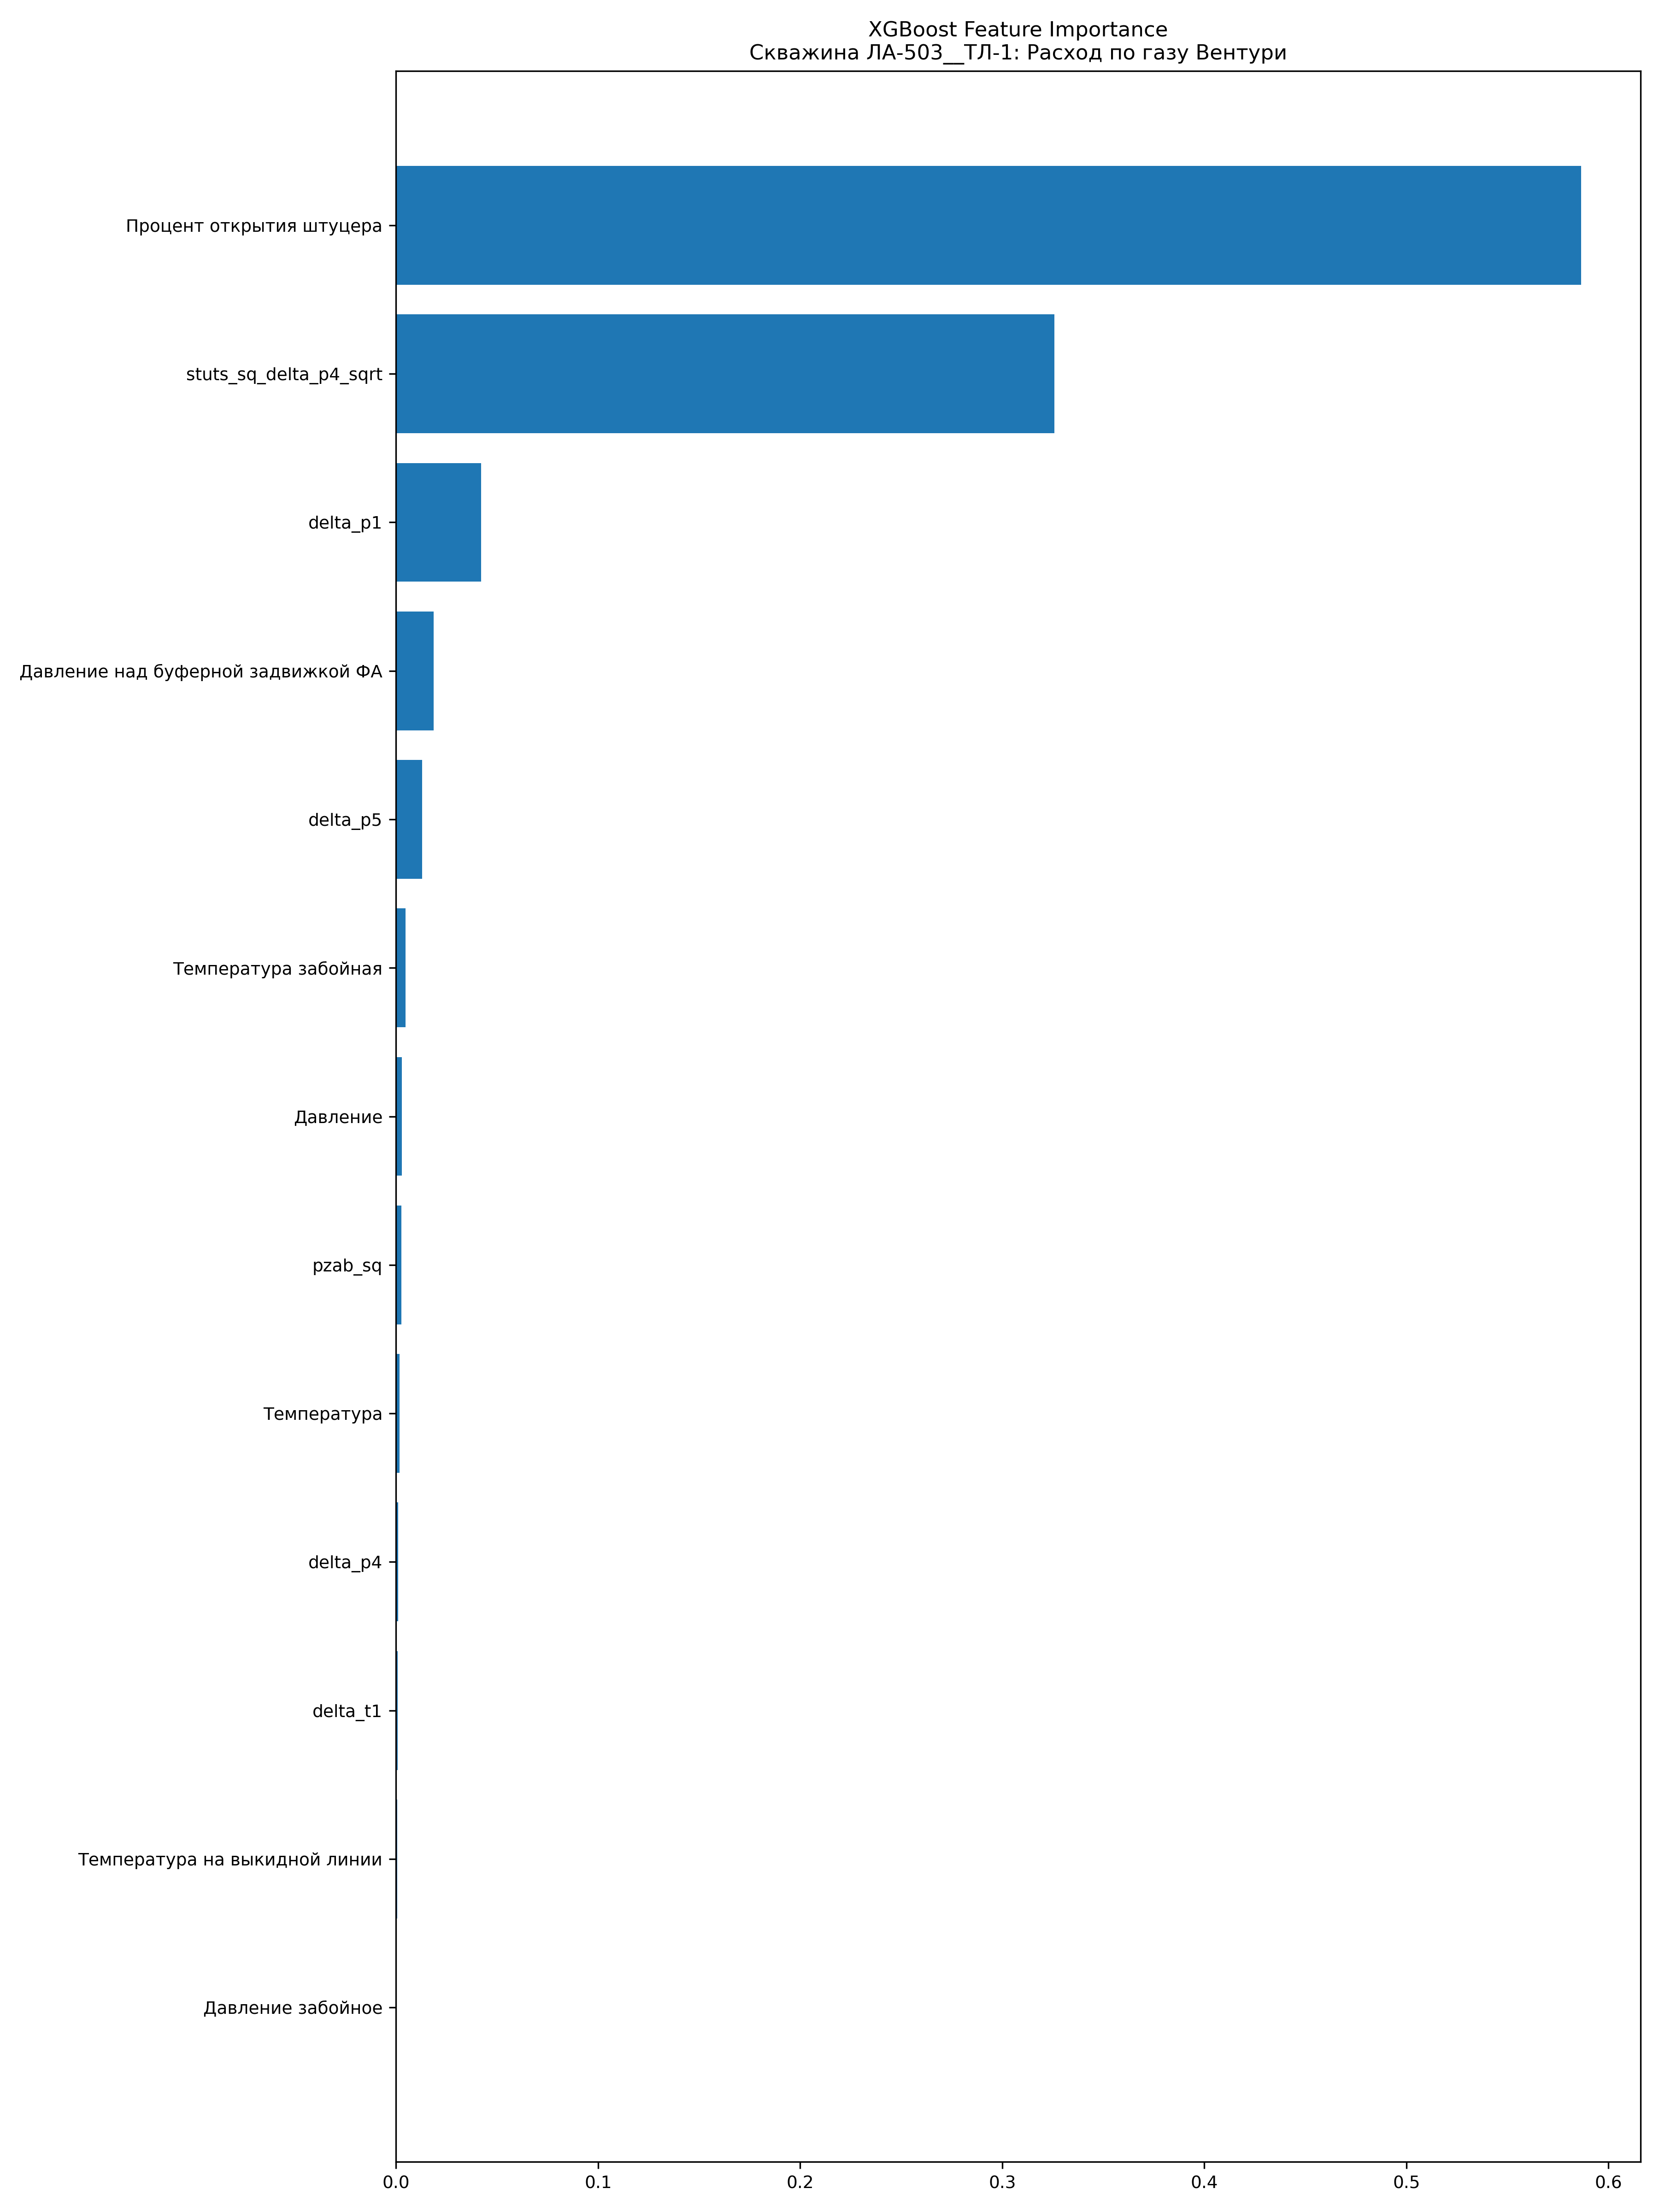 XGBoost Feature Importance
Скважина ЛА-503__ТЛ-1: Расход по газу Вентури
Процент открытия штуцера
stuts_sq_delta_p4_sqrt
delta_p1
Давление над буферной задвижкой ФА
delta_p5
Температура забойная
Давление
pzab_sq
Температура
delta_p4
delta_t1
Температура на выкидной линии
Давление забойное
0.0 0.1 0.2 0.3 0.4 0.5 0.6